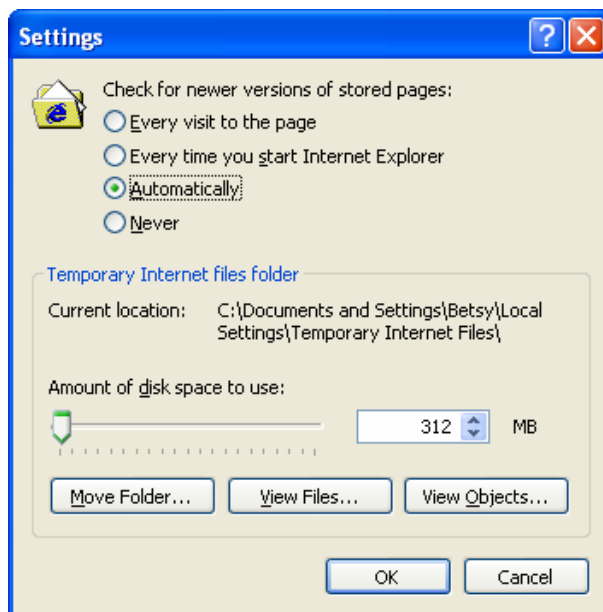 Settings
Check for newer versions of stored pages:
Every visit to the page
Every time you start Internet Explorer
Automatically
Never
Temporary Internet files folder
Current location: C:\Documents and Settings\Betsy\Local
Settings\Temporary Internet Files\
Amount of disk space to use:
312 MB
Move Folder... View Files... View Objects...
OK Cancel